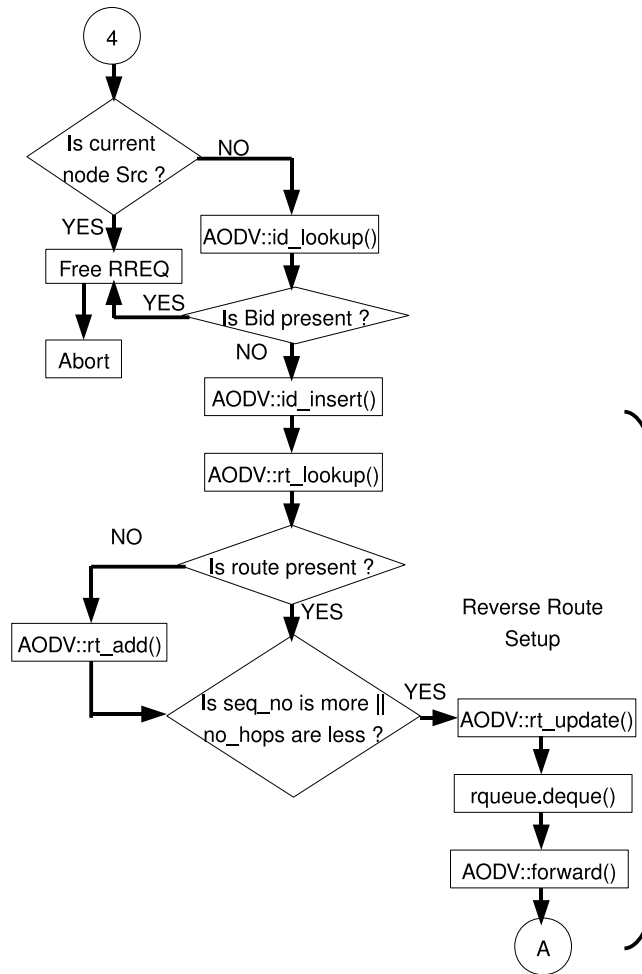 4
Is current
node Src ?
NO
YES
AODV::id_lookup()
Free RREQ
YES
Is Bid present ?
NO
Abort
AODV::id_insert()
AODV::rt_lookup()
NO
Is route present ?
YES
Reverse Route
Setup
AODV::rt_add()
Is seq_no is more ||
no_hops are less ?
YES
AODV::rt_update()
rqueue.deque()
AODV::forward()
A